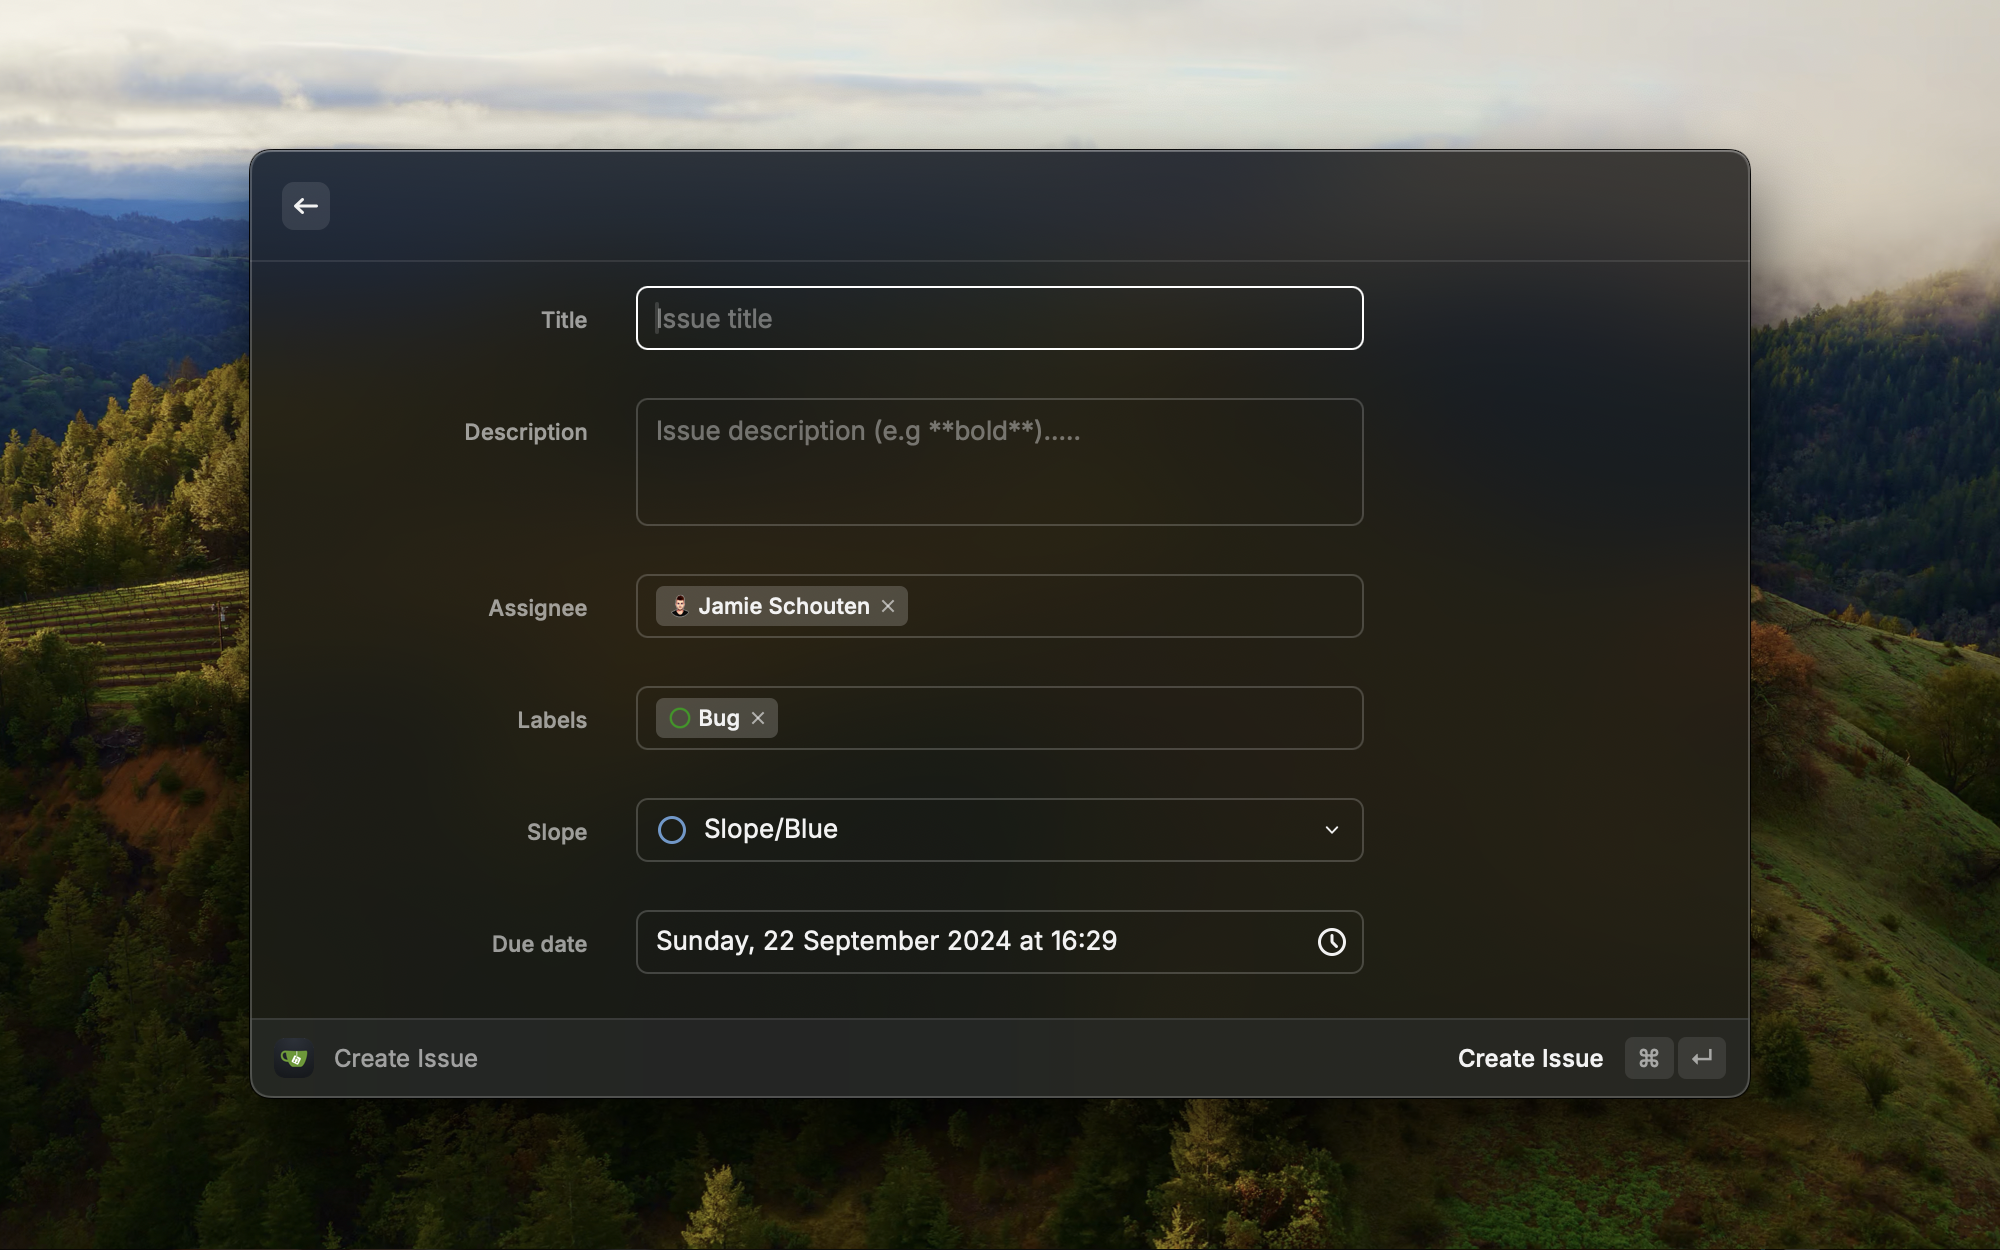 Title
Issue title
Description
Issue description (e.g **bold**).....
Assignee
Jamie Schouten
Labels
Bug
Slope
Slope/Blue
Due date
Sunday, 22 September 2024 at 16:29
Create Issue
Create Issue ⌘ ↵